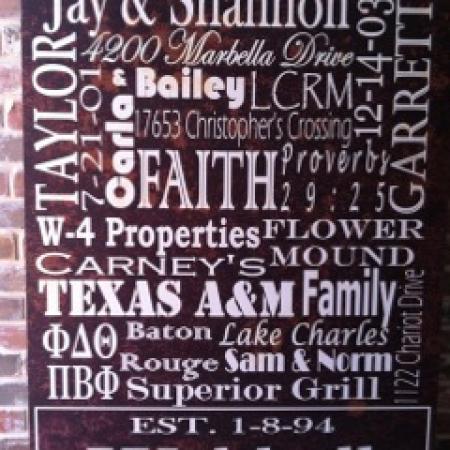 Jay & Shannon
4200 Marbella Drive
TAYLOR
7-21-01
Carla &
Bailey
LCRM
12-14-03
GARRETT
17653 Christopher's Crossing
FAITH
Proverbs
29:25
W-4 Properties
FLOWER
MOUND
CARNEY'S
TEXAS A&M
Family
1122 Chariot Drive
ΦΔΘ
Baton
Rouge
Lake Charles
Sam & Norm
ΠΒΦ
Superior Grill
EST. 1-8-94